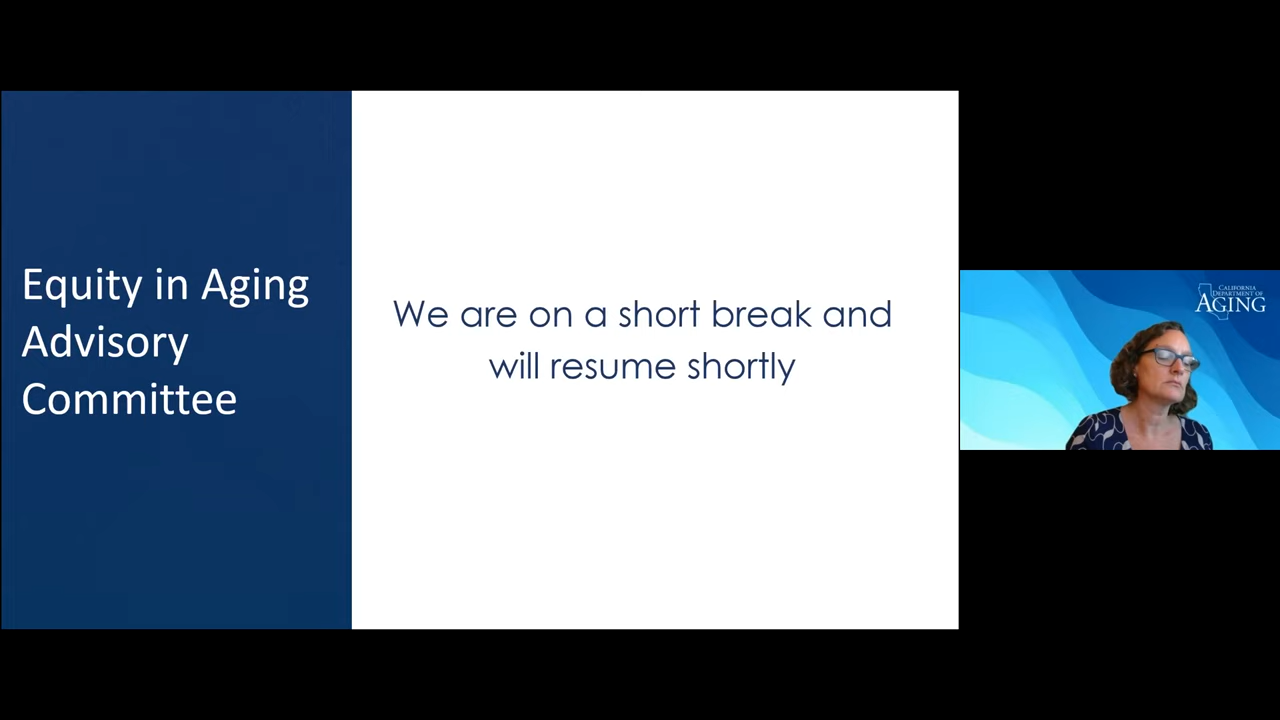 Equity in Aging
Advisory
Committee
We are on a short break and
will resume shortly
CALIFORNIA
DEPARTMENT OF
AGING